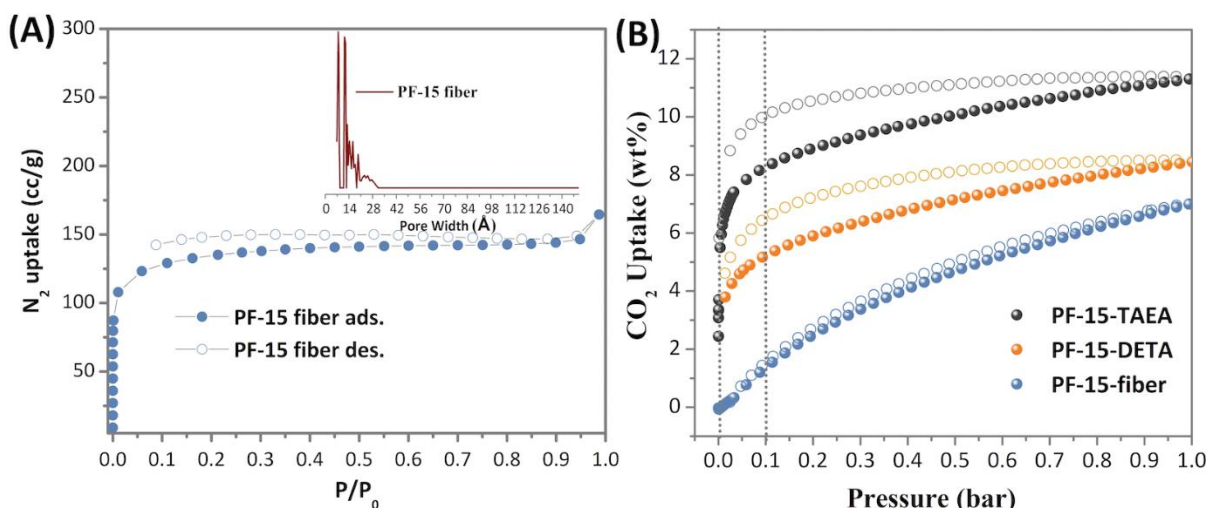 (A)
300
250
200
150
100
50
N₂ uptake (cc/g)
0.0 0.1 0.2 0.3 0.4 0.5 0.6 0.7 0.8 0.9 1.0
P/P₀
PF-15 fiber
0 14 28 42 56 70 84 98 112 126 140
Pore Width (Å)
PF-15 fiber ads.
PF-15 fiber des.
(B)
12
10
8
6
4
2
0
CO₂ Uptake (wt%)
PF-15-TAEA
PF-15-DETA
PF-15-fiber
0.0 0.1 0.2 0.3 0.4 0.5 0.6 0.7 0.8 0.9 1.0
Pressure (bar)